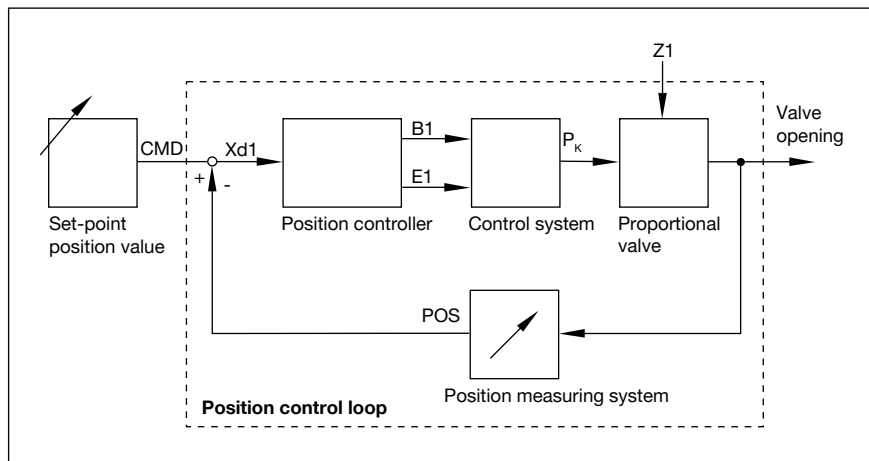 Z1
Valve
opening
CMD
Xd1
B1
E1
P_K
+
-
Set-point
position value
Position controller
Control system
Proportional
valve
POS
Position measuring system
Position control loop